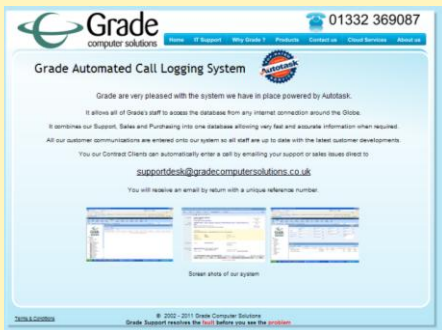 Grade
computer solutions
01332 369087
Home IT Support Why Grade ? Products Contact us Cloud Services About us
Grade Automated Call Logging System
Autotask
Grade are very pleased with the system we have in place powered by Autotask.
It allows all of Grade's staff to access the database from any internet connection around the Globe.
It combines our Support, Sales and Purchasing into one database allowing very fast and accurate information when required.
All our customer communications are entered onto our system so all staff are up to date with the latest customer developments.
You our Contract Clients can automatically enter a call by emailing your support or sales issues direct to
supportdesk@gradecomputersolutions.co.uk
You will receive an email by return with a unique reference number.
Screen shots of our system
Terms & Conditions
© 2002 - 2011 Grade Computer Solutions
Grade Support resolves the fault before you see the problem